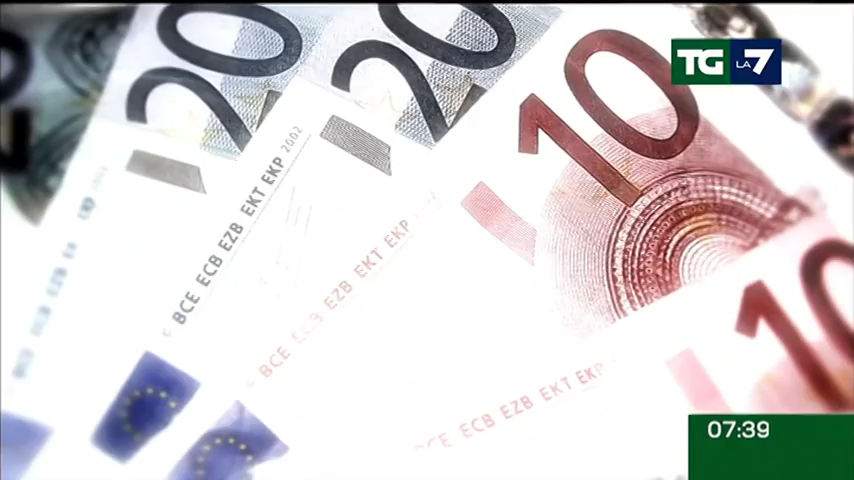 20
20
10
TG LA7
BCE ECB EZB EKT EKP 2002
BCE ECB EZB EKT EKP
ECB EZB EKT EKP
10
07:39